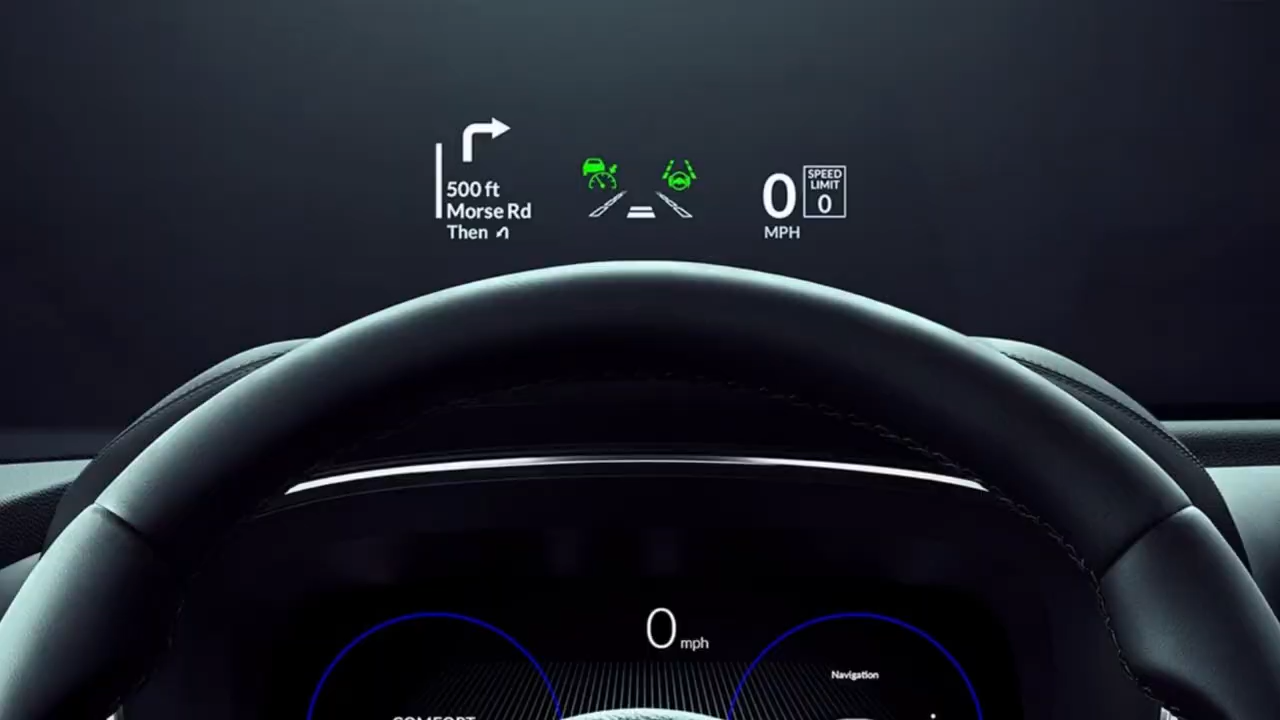 500 ft
Morse Rd
Then
0
MPH
SPEED
LIMIT
0
0 mph
Navigation
COMFORT